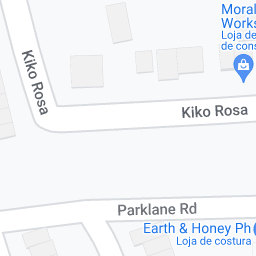 Moral
Works
Loja de
de cons
Kiko Rosa
Kiko Rosa
Parklane Rd
Earth & Honey Ph
Loja de costura